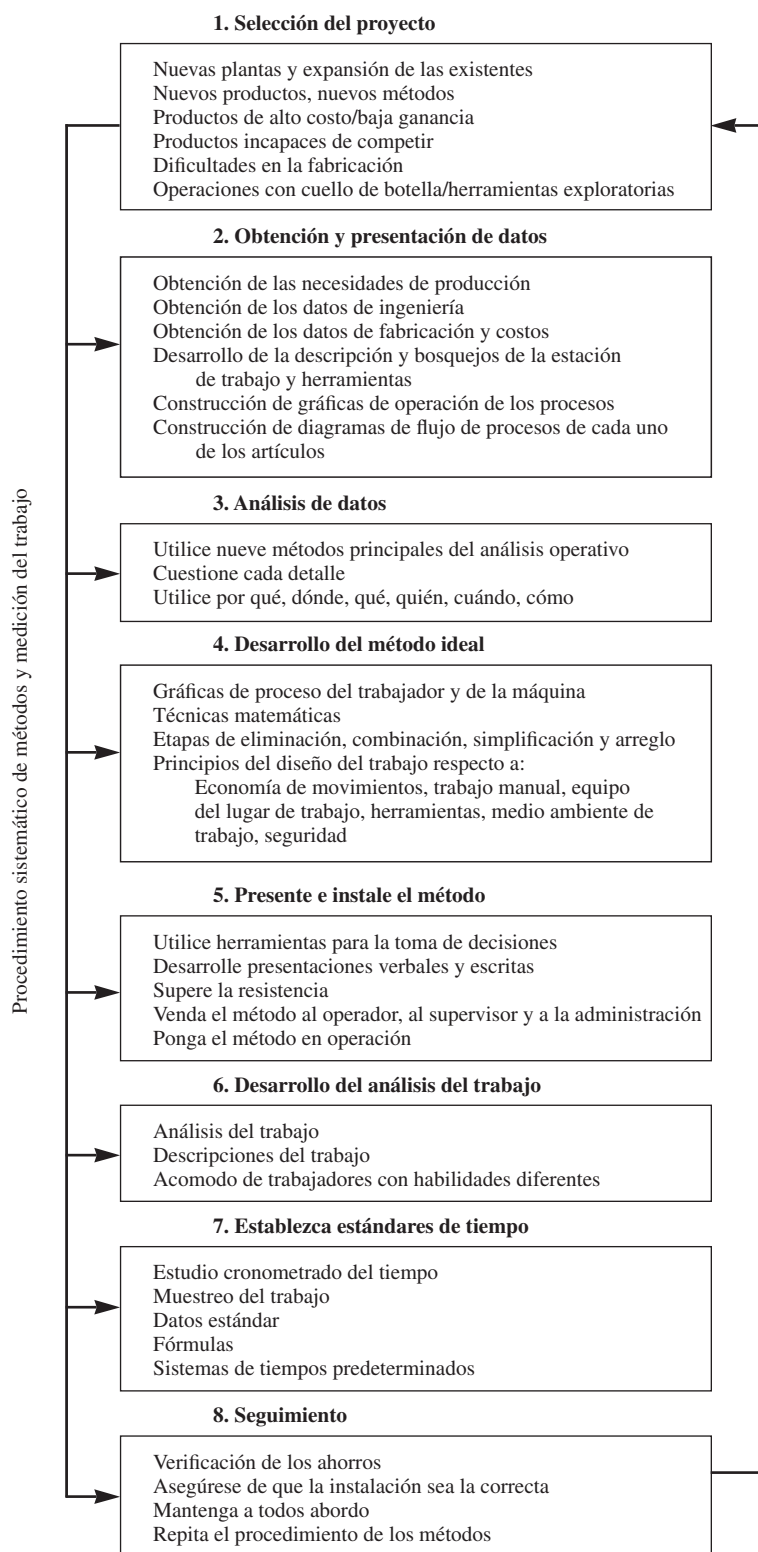 1. Selección del proyecto
Nuevas plantas y expansión de las existentes
Nuevos productos, nuevos métodos
Productos de alto costo/baja ganancia
Productos incapaces de competir
Dificultades en la fabricación
Operaciones con cuello de botella/herramientas exploratorias
2. Obtención y presentación de datos
Obtención de las necesidades de producción
Obtención de los datos de ingeniería
Obtención de los datos de fabricación y costos
Desarrollo de la descripción y bosquejos de la estación
de trabajo y herramientas
Construcción de gráficas de operación de los procesos
Construcción de diagramas de flujo de procesos de cada uno
de los artículos
3. Análisis de datos
Utilice nueve métodos principales del análisis operativo
Cuestione cada detalle
Utilice por qué, dónde, qué, quién, cuándo, cómo
4. Desarrollo del método ideal
Gráficas de proceso del trabajador y de la máquina
Técnicas matemáticas
Etapas de eliminación, combinación, simplificación y arreglo
Principios del diseño del trabajo respecto a:
Economía de movimientos, trabajo manual, equipo
del lugar de trabajo, herramientas, medio ambiente de
trabajo, seguridad
5. Presente e instale el método
Utilice herramientas para la toma de decisiones
Desarrolle presentaciones verbales y escritas
Supere la resistencia
Venda el método al operador, al supervisor y a la administración
Ponga el método en operación
6. Desarrollo del análisis del trabajo
Análisis del trabajo
Descripciones del trabajo
Acomodo de trabajadores con habilidades diferentes
7. Establezca estándares de tiempo
Estudio cronometrado del tiempo
Muestreo del trabajo
Datos estándar
Fórmulas
Sistemas de tiempos predeterminados
8. Seguimiento
Verificación de los ahorros
Asegúrese de que la instalación sea la correcta
Mantenga a todos abordo
Repita el procedimiento de los métodos
Procedimiento sistemático de métodos y medición del trabajo